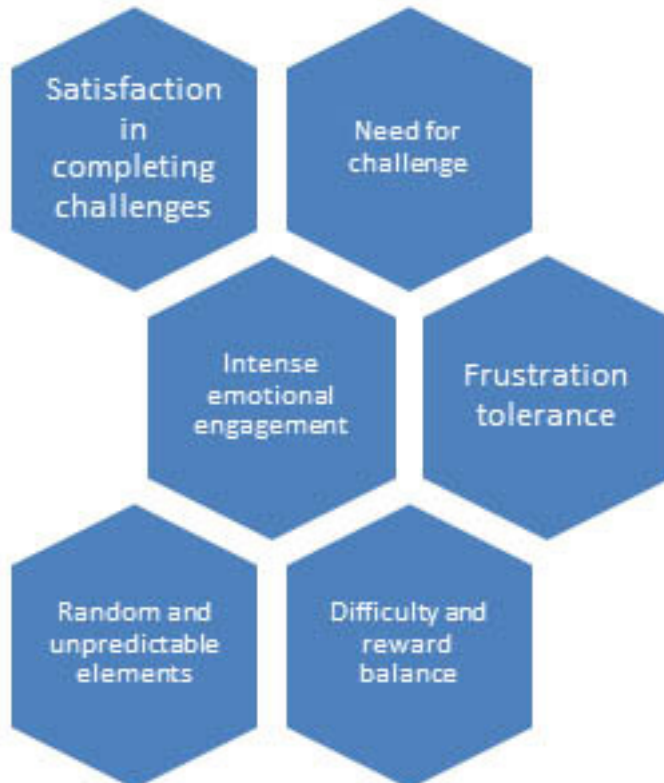 Satisfaction
in
completing
challenges
Need for
challenge
Intense
emotional
engagement
Frustration
tolerance
Random and
unpredictable
elements
Difficulty and
reward
balance